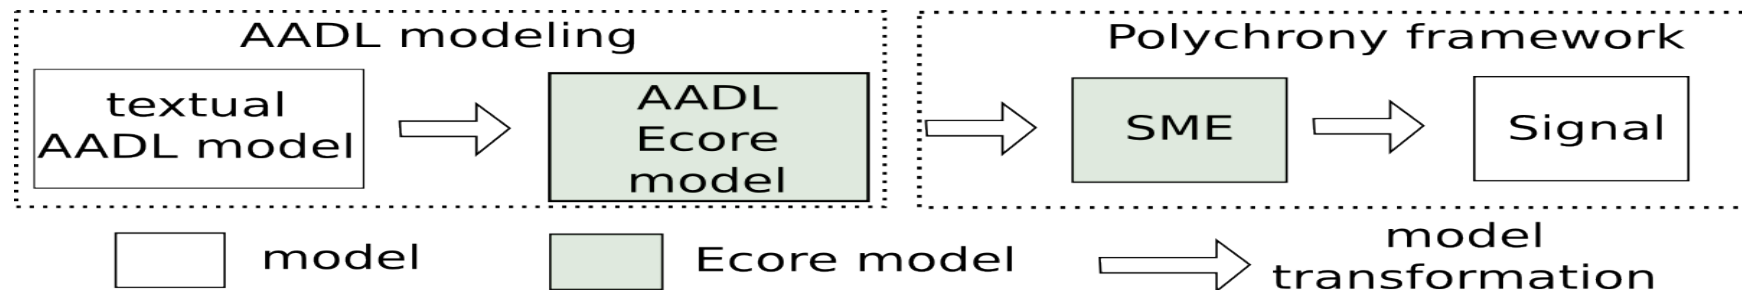 AADL modeling
textual
AADL model
AADL
Ecore
model
Polychrony framework
SME
Signal
model
Ecore model
model
transformation